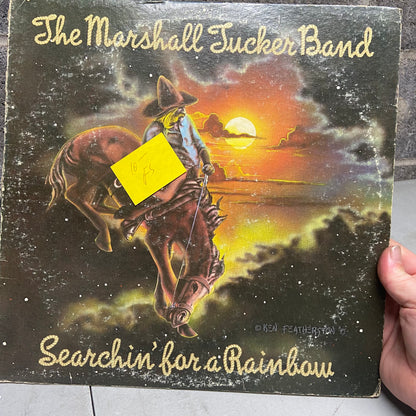 The Marshall Tucker Band
© KEN FEATHERSTON
Searchin' for a Rainbow